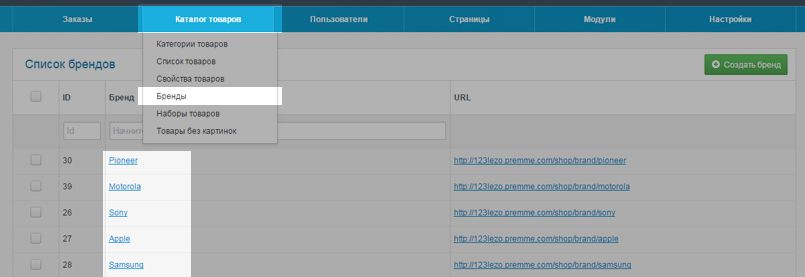 Заказы Каталог товаров Пользователи Страницы Модули Настройки
Категории товаров
Список товаров
Свойства товаров
Бренды
Наборы товаров
Товары без картинок
Список брендов Создать бренд
ID Бренд URL
Id Начнит
30 Pioneer http://123lezo.premme.com/shop/brand/pioneer
39 Motorola http://123lezo.premme.com/shop/brand/motorola
26 Sony http://123lezo.premme.com/shop/brand/sony
27 Apple http://123lezo.premme.com/shop/brand/apple
28 Samsung http://123lezo.premme.com/shop/brand/samsung